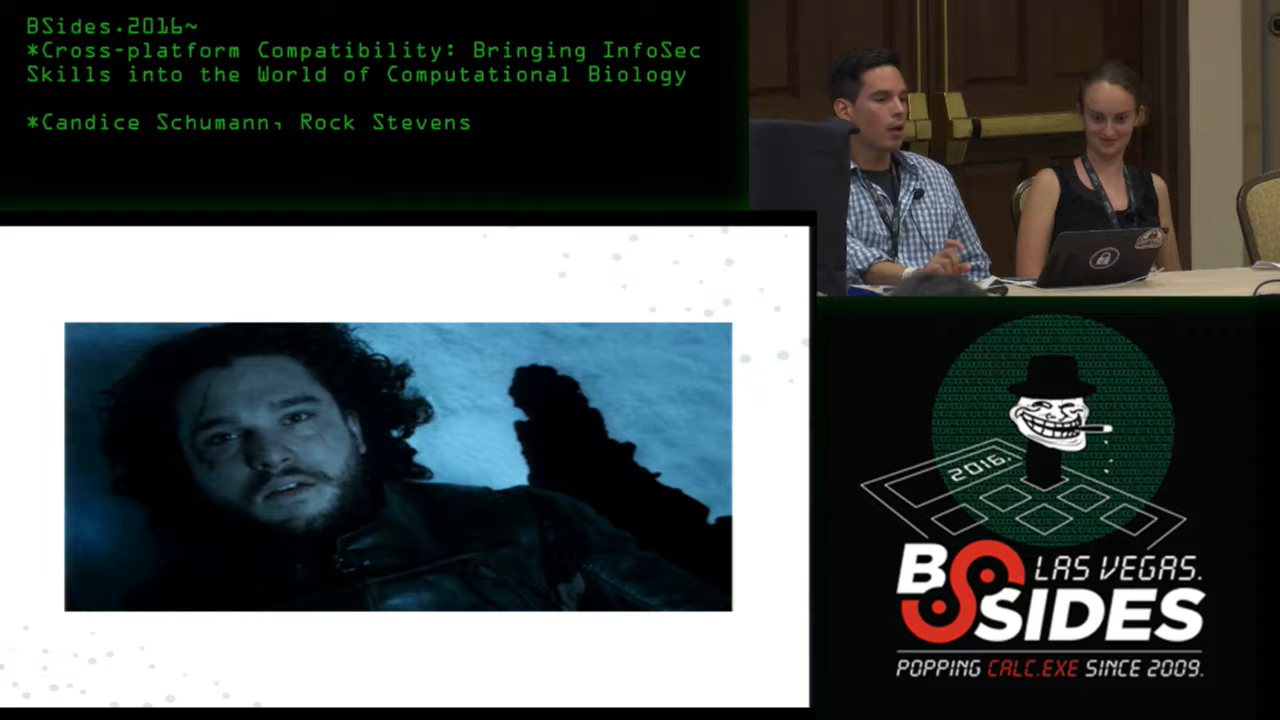 BSides.2016~
*Cross-platform Compatibility: Bringing InfoSec
Skills into the World of Computational Biology
*Candice Schumann, Rock Stevens
2016.
BSIDES
LAS VEGAS.
POPPING CALC.EXE SINCE 2009.